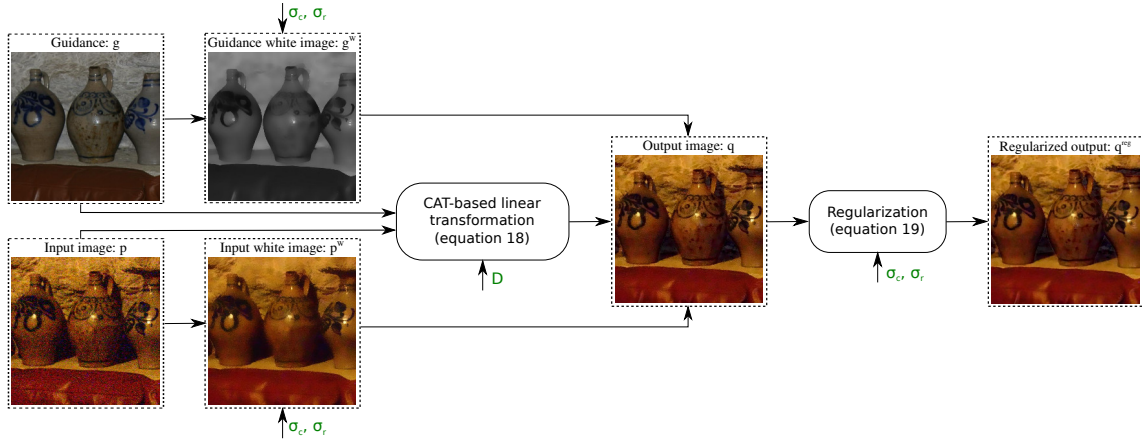 σc, σr
Guidance: g
Guidance white image: g^w
CAT-based linear
transformation
(equation 18)
D
Input image: p
Input white image: p^w
σc, σr
Output image: q
Regularization
(equation 19)
σc, σr
Regularized output: q^reg